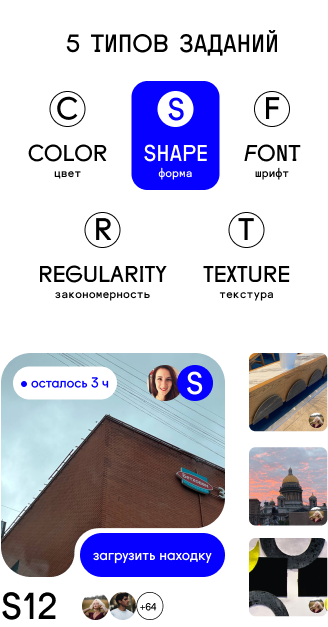 5 ТИПОВ ЗАДАНИЙ
C
S
F
COLOR
SHAPE
FONT
цвет
форма
шрифт
R
T
REGULARITY
TEXTURE
закономерность
текстура
осталось 3 ч
S
загрузить находку
S12
+64